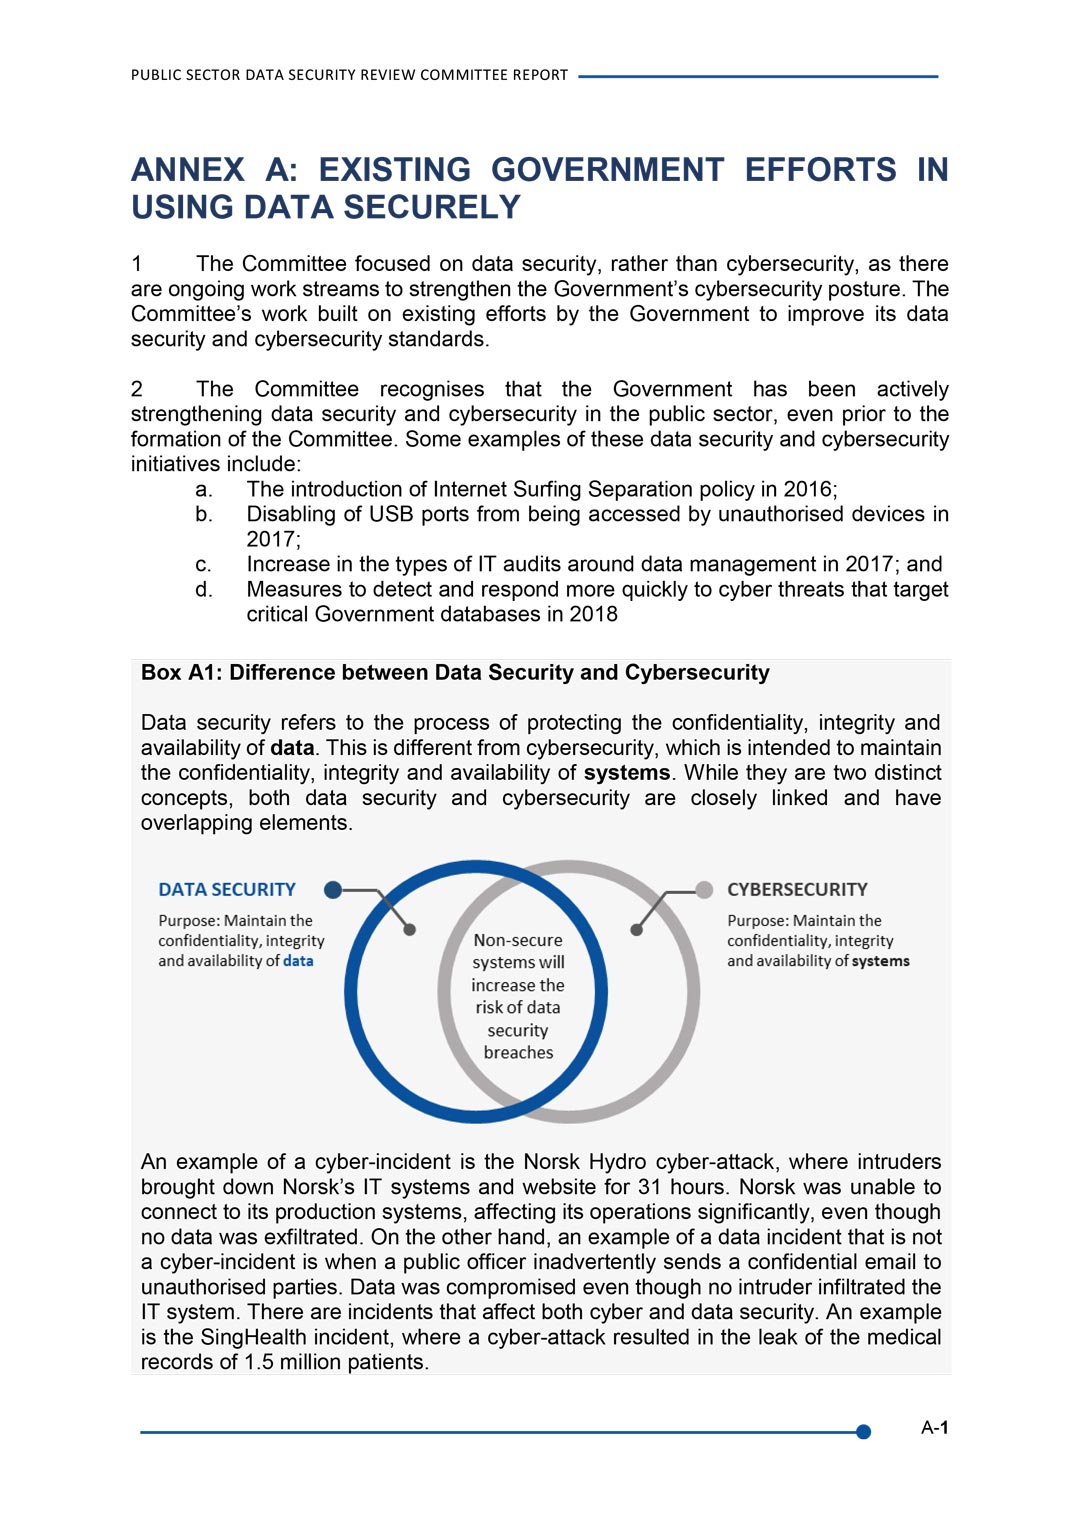 PUBLIC SECTOR DATA SECURITY REVIEW COMMITTEE REPORT
ANNEX A: EXISTING GOVERNMENT EFFORTS IN
USING DATA SECURELY
1 The Committee focused on data security, rather than cybersecurity, as there
are ongoing work streams to strengthen the Government’s cybersecurity posture. The
Committee’s work built on existing efforts by the Government to improve its data
security and cybersecurity standards.
2 The Committee recognises that the Government has been actively
strengthening data security and cybersecurity in the public sector, even prior to the
formation of the Committee. Some examples of these data security and cybersecurity
initiatives include:
a. The introduction of Internet Surfing Separation policy in 2016;
b. Disabling of USB ports from being accessed by unauthorised devices in
2017;
c. Increase in the types of IT audits around data management in 2017; and
d. Measures to detect and respond more quickly to cyber threats that target
critical Government databases in 2018
Box A1: Difference between Data Security and Cybersecurity
Data security refers to the process of protecting the confidentiality, integrity and
availability of data. This is different from cybersecurity, which is intended to maintain
the confidentiality, integrity and availability of systems. While they are two distinct
concepts, both data security and cybersecurity are closely linked and have
overlapping elements.
DATA SECURITY
Purpose: Maintain the
confidentiality, integrity
and availability of data
Non-secure
systems will
increase the
risk of data
security
breaches
CYBERSECURITY
Purpose: Maintain the
confidentiality, integrity
and availability of systems
An example of a cyber-incident is the Norsk Hydro cyber-attack, where intruders
brought down Norsk’s IT systems and website for 31 hours. Norsk was unable to
connect to its production systems, affecting its operations significantly, even though
no data was exfiltrated. On the other hand, an example of a data incident that is not
a cyber-incident is when a public officer inadvertently sends a confidential email to
unauthorised parties. Data was compromised even though no intruder infiltrated the
IT system. There are incidents that affect both cyber and data security. An example
is the SingHealth incident, where a cyber-attack resulted in the leak of the medical
records of 1.5 million patients.
A-1